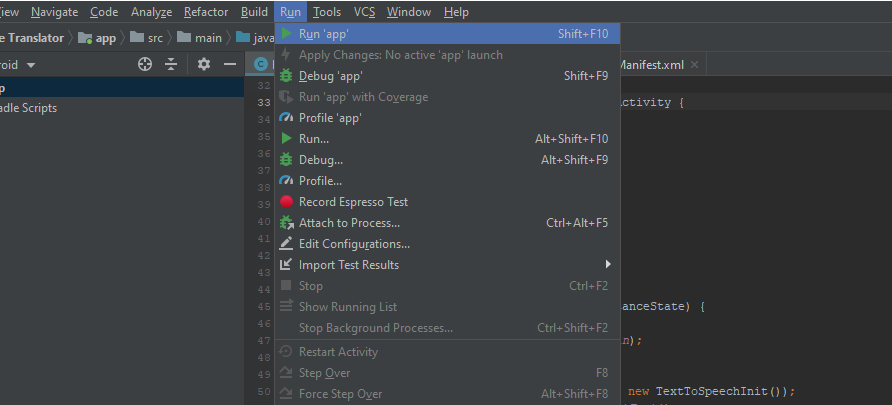 View Navigate Code Analyze Refactor Build Run Tools VCS Window Help
e Translator app src main java
Manifest.xml
roid
p
adle Scripts
Run 'app' Shift+F10
Apply Changes: No active 'app' launch
Debug 'app' Shift+F9
Run 'app' with Coverage
Profile 'app'
Run... Alt+Shift+F10
Debug... Alt+Shift+F9
Profile...
Record Espresso Test
Attach to Process... Ctrl+Alt+F5
Edit Configurations...
Import Test Results
Stop Ctrl+F2
Show Running List
Stop Background Processes... Ctrl+Shift+F2
Restart Activity
Step Over F8
Force Step Over Alt+Shift+F8
32
33 ctivity {
34
35
36
37
38
39
40
41
42
43
44
45 anceState) {
46
47 n);
48
49
50 new TextToSpeechInit());